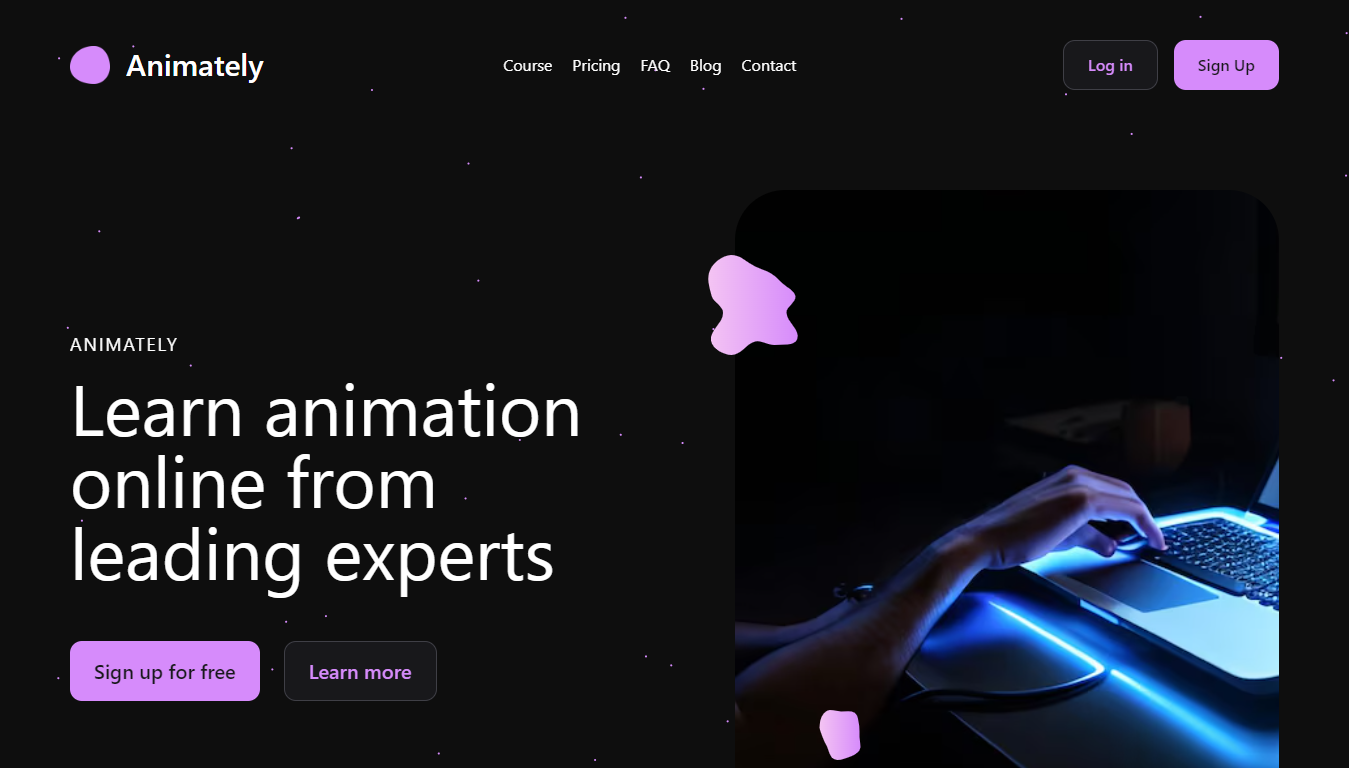 Animately
Course Pricing FAQ Blog Contact
Log in
Sign Up
ANIMATELY
Learn animation
online from
leading experts
Sign up for free
Learn more